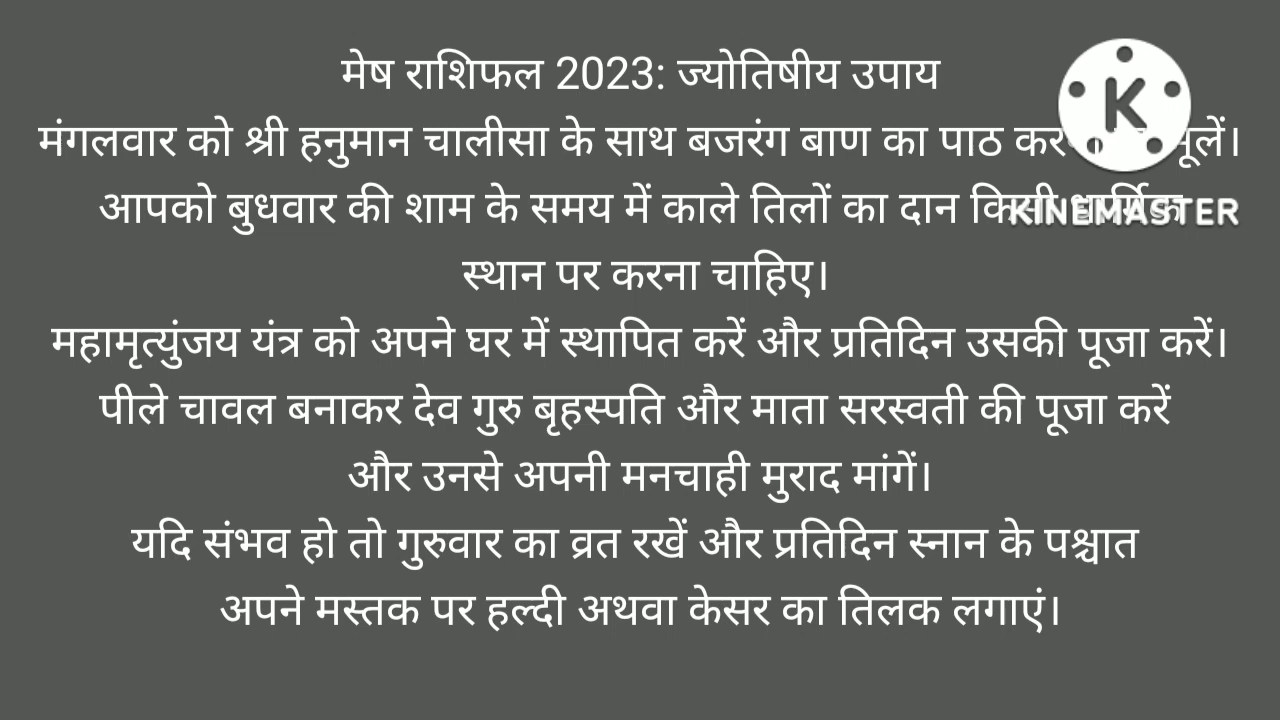 मेष राशिफल 2023: ज्योतिषीय उपाय
मंगलवार को श्री हनुमान चालीसा के साथ बजरंग बाण का पाठ
आपको बुधवार की शाम के समय में काले तिलों का दान
स्थान पर करना चाहिए।
महामृत्युंजय यंत्र को अपने घर में स्थापित करें और प्रतिदिन उसकी पूजा करें।
पीले चावल बनाकर देव गुरु बृहस्पति और माता सरस्वती की पूजा करें
और उनसे अपनी मनचाही मुराद मांगें।
यदि संभव हो तो गुरुवार का व्रत रखें और प्रतिदिन स्नान के पश्चात
अपने मस्तक पर हल्दी अथवा केसर का तिलक लगाएं।
K
KINEMASTER